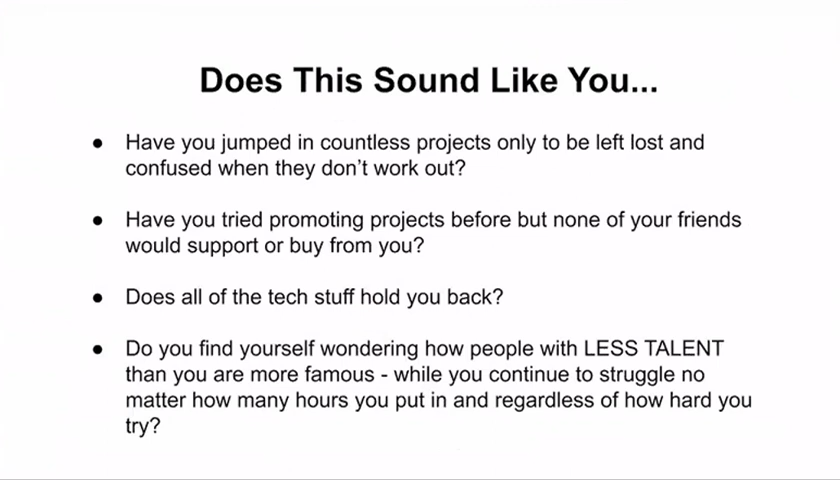 Does This Sound Like You...
● Have you jumped in countless projects only to be left lost and
confused when they don't work out?
● Have you tried promoting projects before but none of your friends
would support or buy from you?
● Does all of the tech stuff hold you back?
● Do you find yourself wondering how people with LESS TALENT
than you are more famous - while you continue to struggle no
matter how many hours you put in and regardless of how hard you
try?